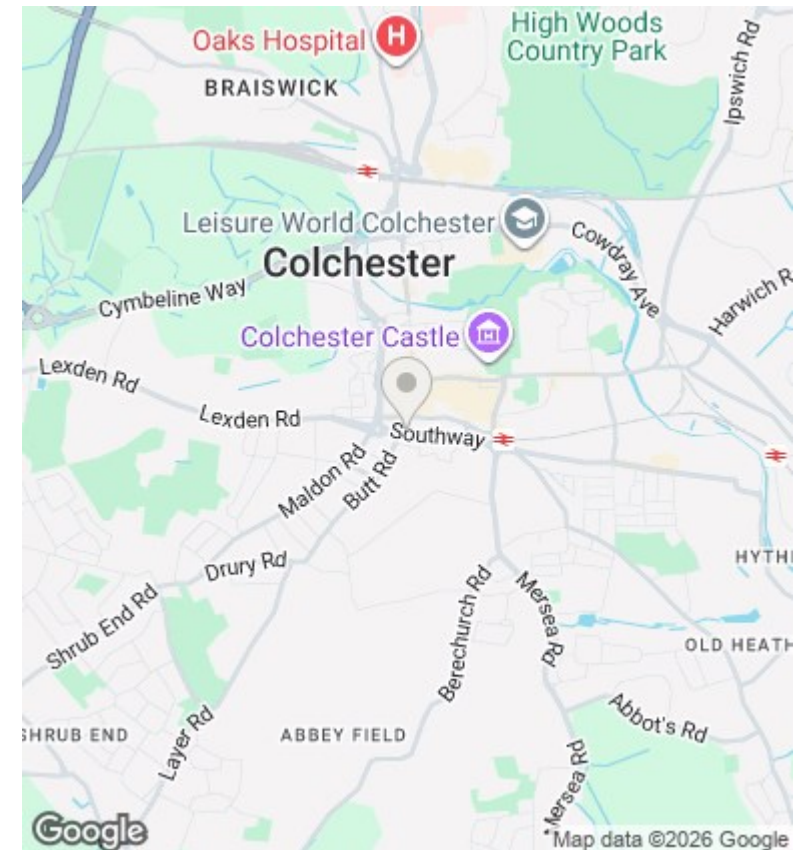 Oaks Hospital
H
High Woods
Country Park
Ipswich Rd
BRAISWICK
Leisure World Colchester
Colchester
Cowdray Ave
Cymbeline Way
Harwich R
Colchester Castle
Lexden Rd
Lexden Rd
Southway
Maldon Rd
Butt Rd
Drury Rd
HYTH
Shrub End Rd
Berechurch Rd
Mersea Rd
OLD HEATH
Layer Rd
Abbot's Rd
SHRUB END
ABBEY FIELD
Mersea Rd
Google
Map data ©2026 Google